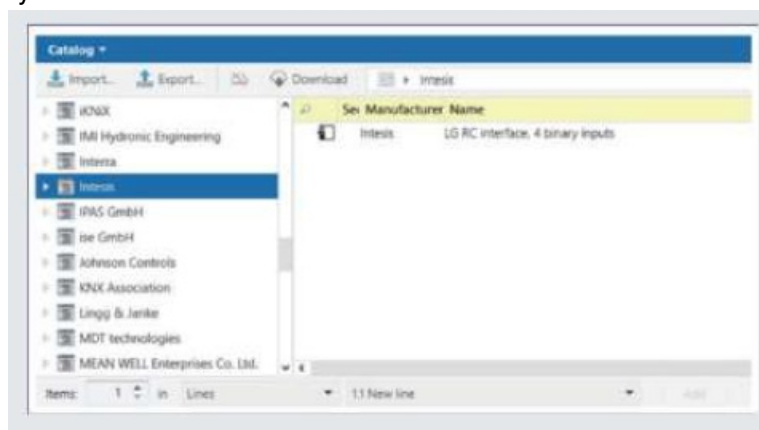 Catalog
Import... Export... Download Intesis
Sei Manufacturer Name
Intesis LG RC interface, 4 binary inputs
iKNiX
IMI Hydronic Engineering
Interra
Intesis
IPAS GmbH
ise GmbH
Johnson Controls
KNX Association
Lingg & Janke
MDT technologies
MEAN WELL Enterprises Co. Ltd.
Items: 1 in Lines 1.1 New line Add